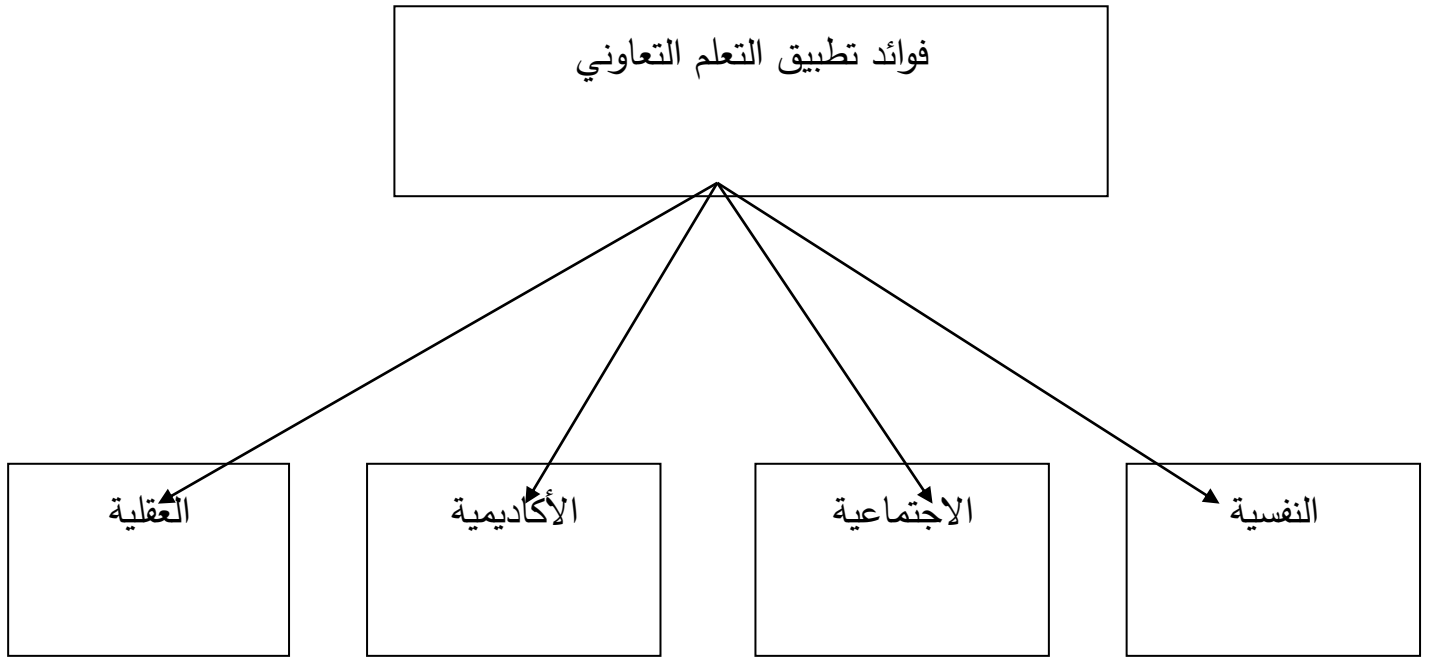 فوائد تطبيق التعلم التعاوني
النفسية
الاجتماعية
الأكاديمية
العقلية